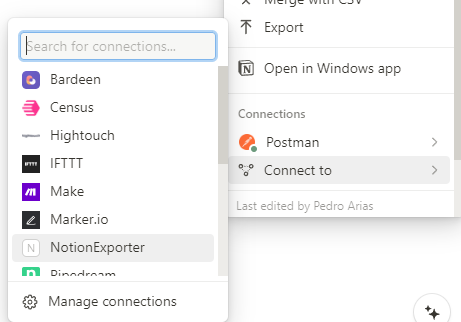 Search for connections...
Bardeen
Census
Hightouch
IFTTT
Make
Marker.io
NotionExporter
Pipedream
Manage connections
Merge with CSV
Export
Open in Windows app
Connections
Postman
Connect to
Last edited by Pedro Arias